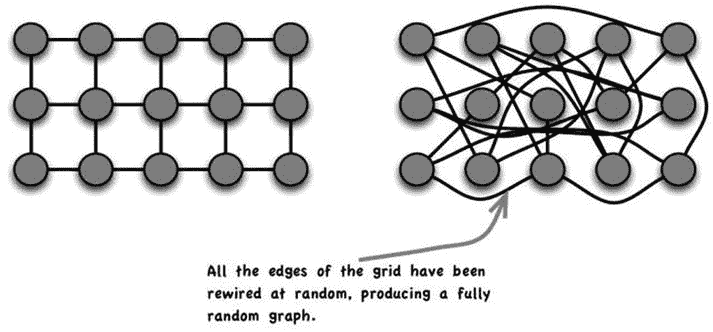 All the edges of the grid have been
rewired at random, producing a fully
random graph.